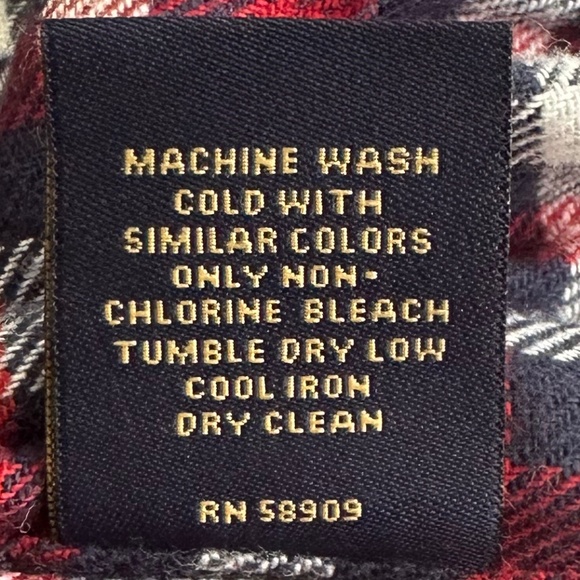 MACHINE WASH
COLD WITH
SIMILAR COLORS
ONLY NON-
CHLORINE BLEACH
TUMBLE DRY LOW
COOL IRON
DRY CLEAN
RN 58909